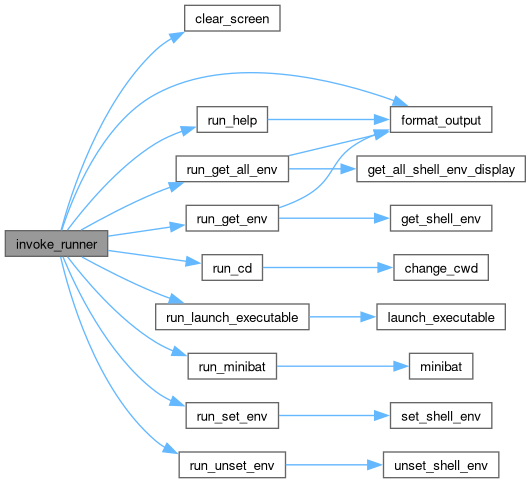 clear_screen
run_help
format_output
run_get_all_env
get_all_shell_env_display
run_get_env
get_shell_env
invoke_runner
run_cd
change_cwd
run_launch_executable
launch_executable
run_minibat
minibat
run_set_env
set_shell_env
run_unset_env
unset_shell_env